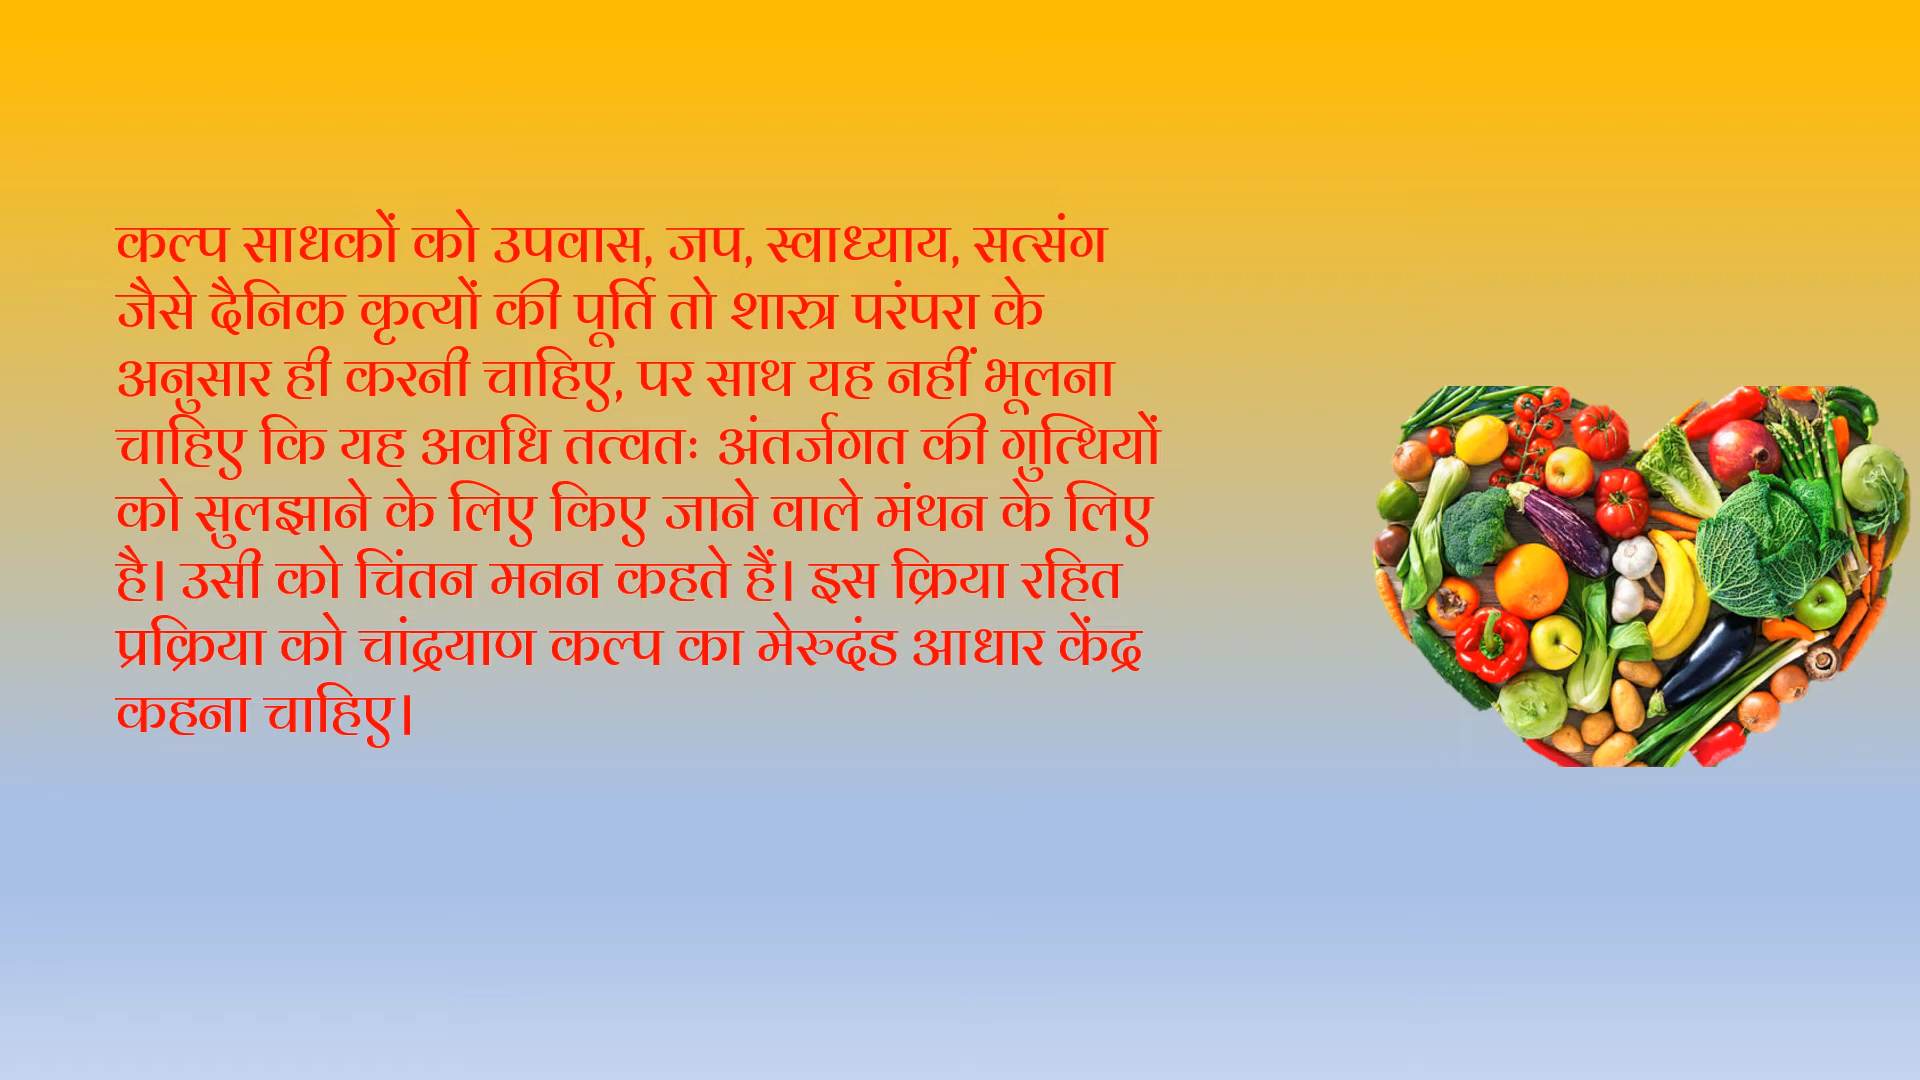 कल्प साधकों को उपवास, जप, स्वाध्याय, सत्संग
जैसे दैनिक कृत्यों की पूर्ति तो शास्त्र परंपरा के
अनुसार ही करनी चाहिए, पर साथ यह नहीं भूलना
चाहिए कि यह अवधि तत्वतः अंतर्जगत की गुत्थियों
को सुलझाने के लिए किए जाने वाले मंथन के लिए
है। उसी को चिंतन मनन कहते हैं। इस क्रिया रहित
प्रक्रिया को चांद्रयाण कल्प का मेरुदंड आधार केंद्र
कहना चाहिए।